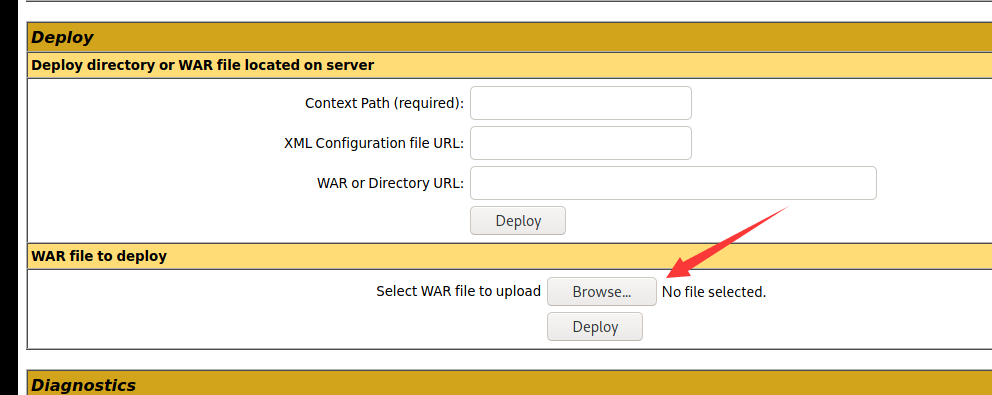 Deploy
Deploy directory or WAR file located on server
Context Path (required):
XML Configuration file URL:
WAR or Directory URL:
Deploy
WAR file to deploy
Select WAR file to upload Browse... No file selected.
Deploy
Diagnostics